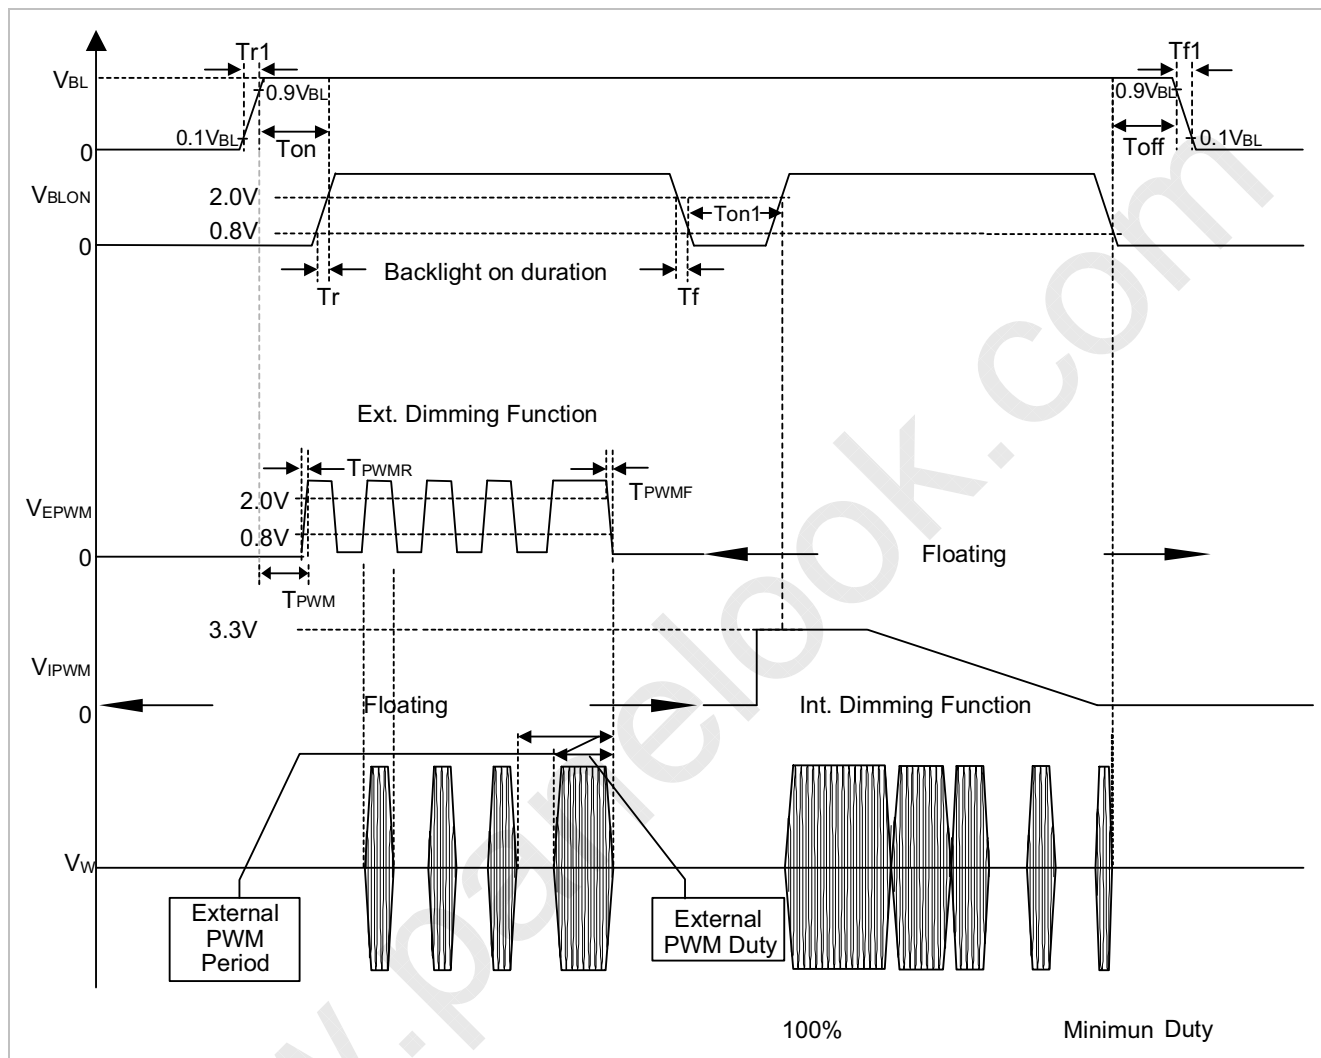 Tr1
Tf1
VBL
0.9VBL
0.9VBL
0.1VBL
Ton
Toff
0.1VBL
0
VBLON
2.0V
Ton1
0.8V
0
Backlight on duration
Tr
Tf
Ext. Dimming Function
TPWMR
TPWMF
2.0V
VEPWM
0.8V
0
Floating
TPWM
3.3V
VIPWM
Floating
Int. Dimming Function
0
VW
External
PWM
Period
External
PWM Duty
100%
Minimun Duty
w.panelook.com